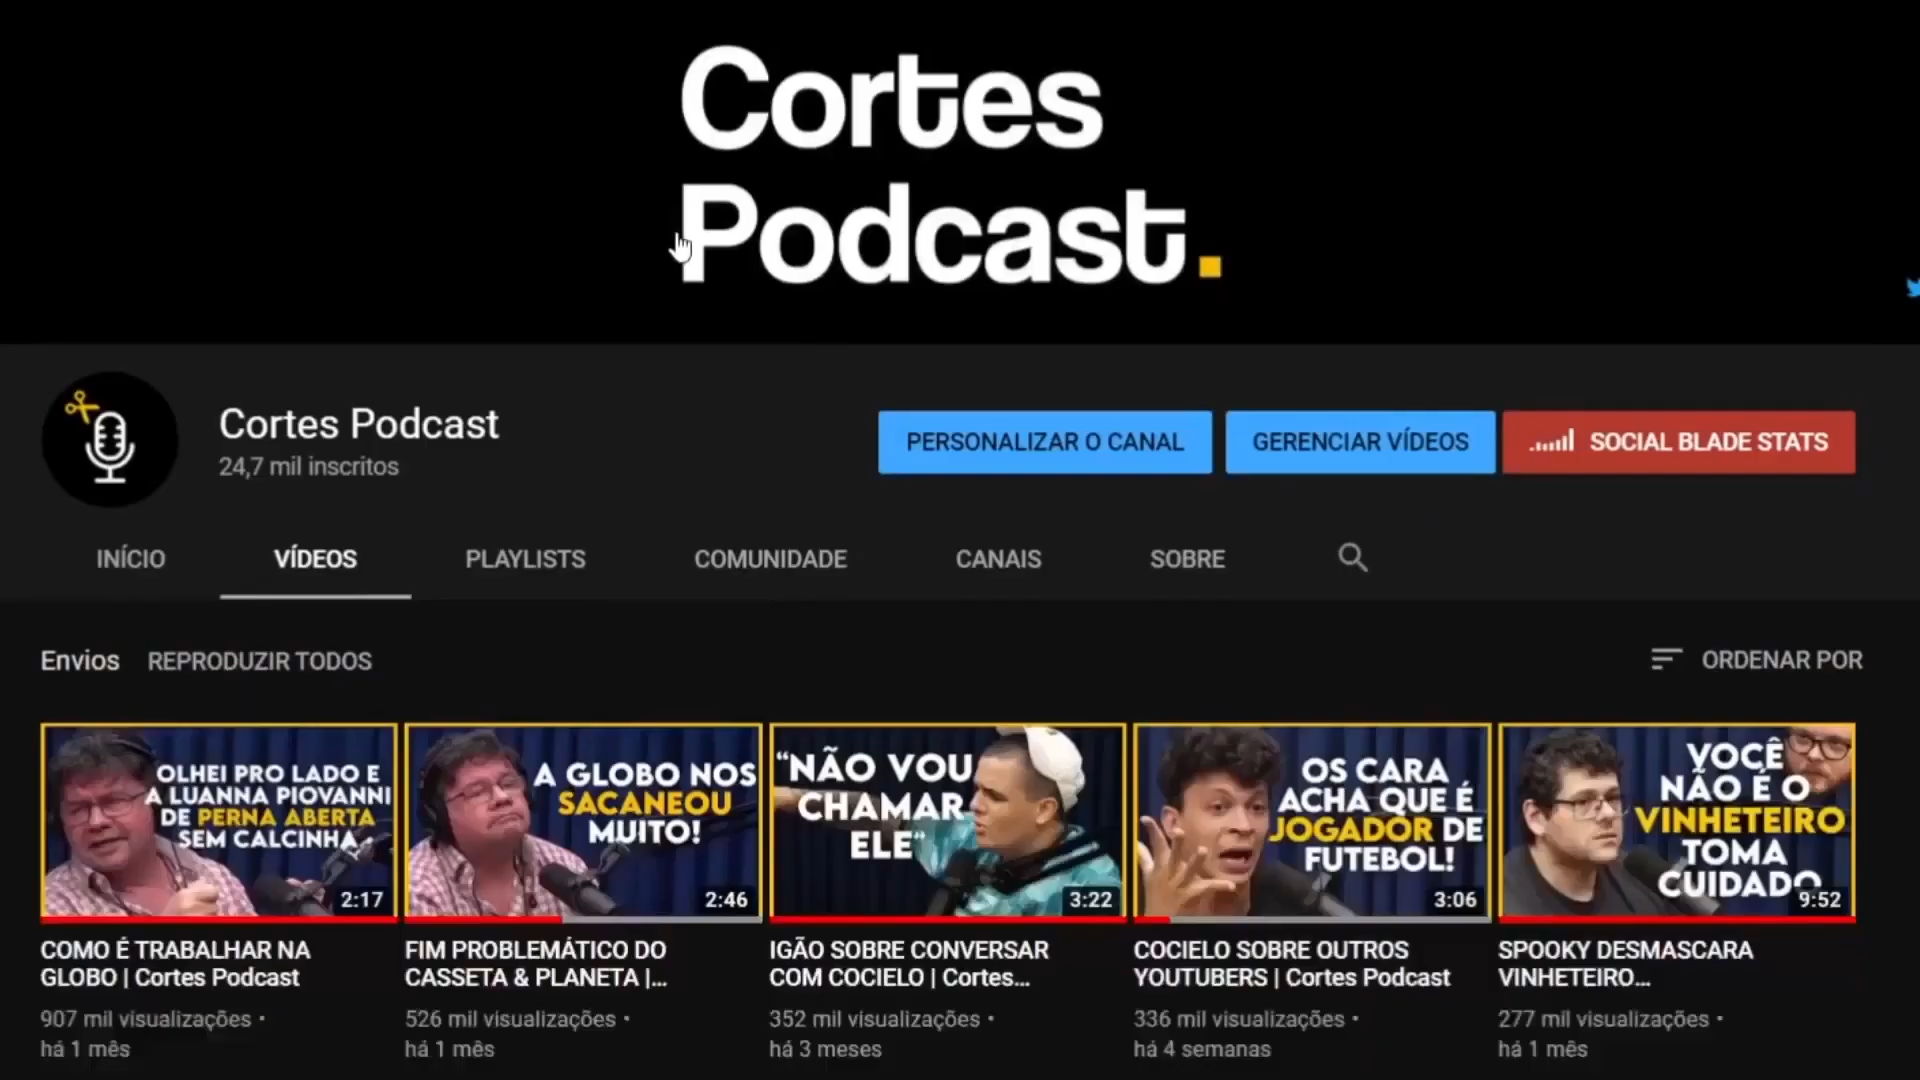 Cortes
Podcast.
Cortes Podcast
24,7 mil inscritos
PERSONALIZAR O CANAL
GERENCIAR VÍDEOS
SOCIAL BLADE STATS
INÍCIO
VÍDEOS
PLAYLISTS
COMUNIDADE
CANAIS
SOBRE
Envios
REPRODUZIR TODOS
ORDENAR POR
OLHEI PRO LADO E
A LUANNA PIOVANNI
DE PERNA ABERTA
SEM CALCINHA
2:17
COMO É TRABALHAR NA
GLOBO | Cortes Podcast
907 mil visualizações •
há 1 mês
A GLOBO NOS
SACANEOU
MUITO!
2:46
FIM PROBLEMÁTICO DO
CASSETA & PLANETA |...
526 mil visualizações •
há 1 mês
“NÃO VOU
CHAMAR
ELE”
3:22
IGÃO SOBRE CONVERSAR
COM COCIELO | Cortes...
352 mil visualizações •
há 3 meses
OS CARA
ACHA QUE É
JOGADOR DE
FUTEBOL!
3:06
COCIELO SOBRE OUTROS
YOUTUBERS | Cortes Podcast
336 mil visualizações •
há 4 semanas
VOCÊ
NÃO É O
VINHETEIRO
TOMA
CUIDADO
9:52
SPOOKY DESMASCARA
VINHETEIRO...
277 mil visualizações •
há 1 mês